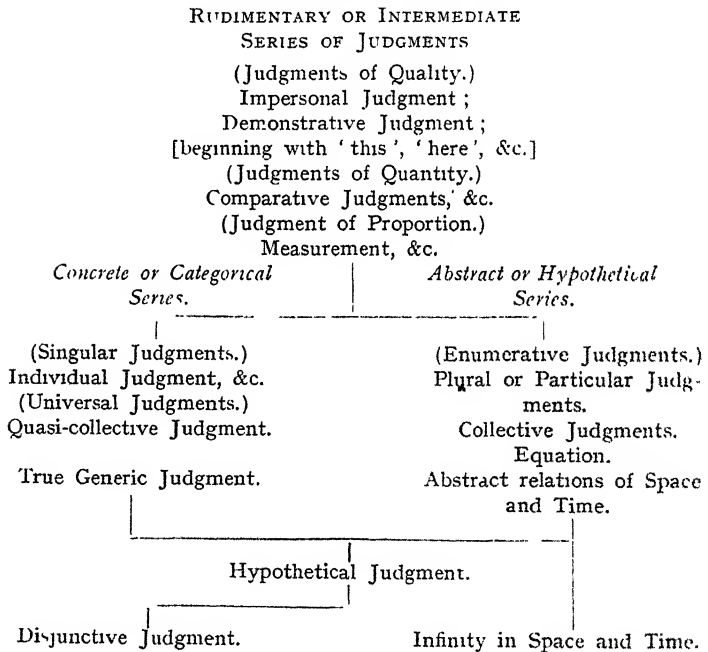 RUDIMENTARY OR INTERMEDIATE
SERIES OF JUDGMENTS
(Judgments of Quality.)
Impersonal Judgment ;
Demonstrative Judgment ;
[beginning with ‘ this ’, ‘ here ’, &c.]
(Judgments of Quantity.)
Comparative Judgments, &c.
(Judgment of Proportion.)
Measurement, &c.
Concrete or Categorical
Series.
(Singular Judgments.)
Individual Judgment, &c.
(Universal Judgments.)
Quasi-collective Judgment.
True Generic Judgment.
Abstract or Hypothetical
Series.
(Enumerative Judgments.)
Plural or Particular Judg-
ments.
Collective Judgments.
Equation.
Abstract relations of Space
and Time.
Hypothetical Judgment.
Disjunctive Judgment.
Infinity in Space and Time.